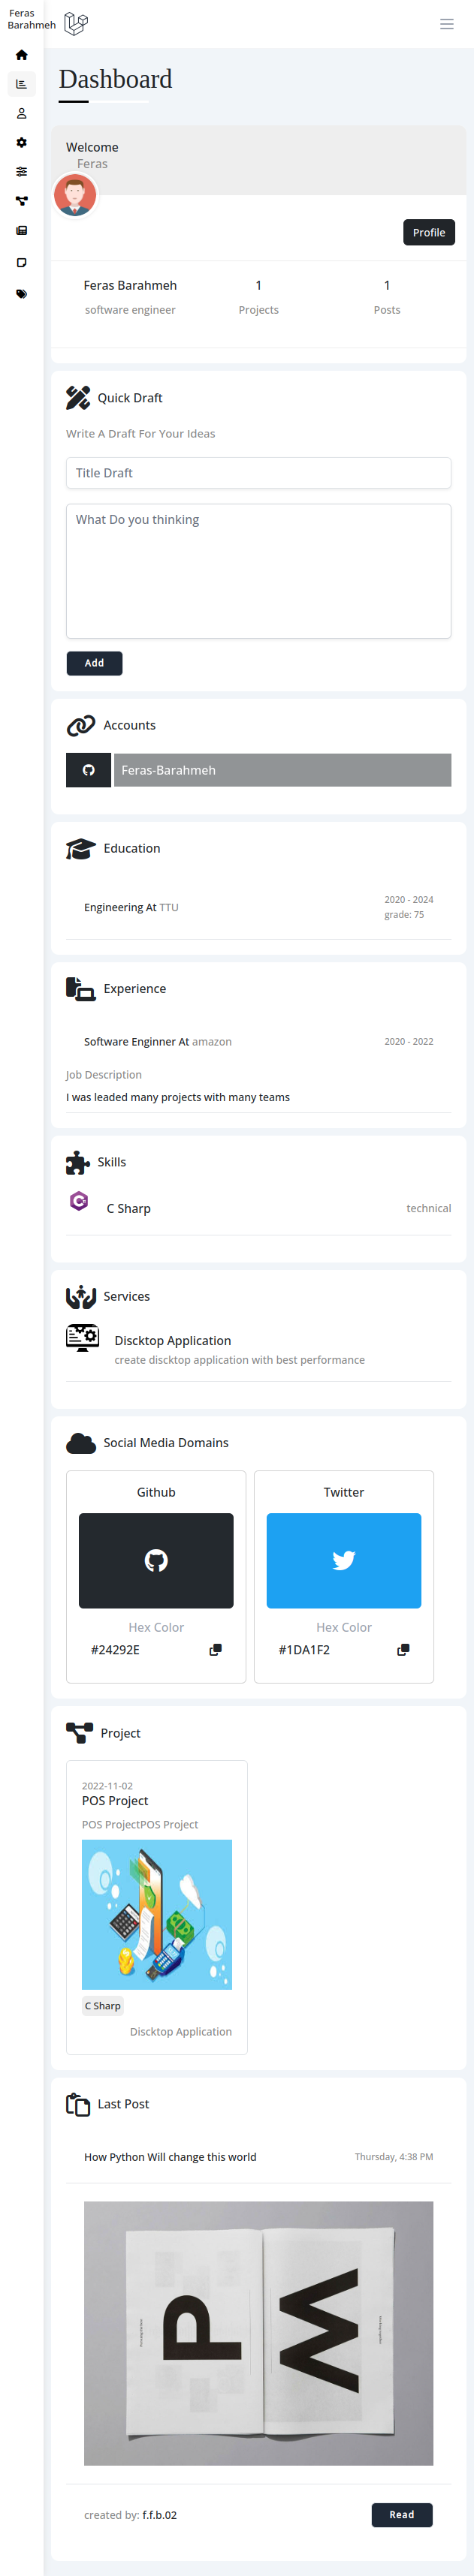 Feras
Barahmeh
Dashboard
Welcome
Feras
Profile
Feras Barahmeh
software engineer
1
Projects
1
Posts
Quick Draft
Write A Draft For Your Ideas
Title Draft
What Do you thinking
Add
Accounts
Feras-Barahmeh
Education
Engineering At TTU
2020 - 2024
grade: 75
Experience
Software Enginner At amazon
2020 - 2022
Job Description
I was leaded many projects with many teams
Skills
C Sharp
technical
Services
Discktop Application
create discktop application with best performance
Social Media Domains
Github
Hex Color
#24292E
Twitter
Hex Color
#1DA1F2
Project
2022-11-02
POS Project
POS ProjectPOS Project
C Sharp
Discktop Application
Last Post
How Python Will change this world
Thursday, 4:38 PM
P
W
created by: f.f.b.02
Read